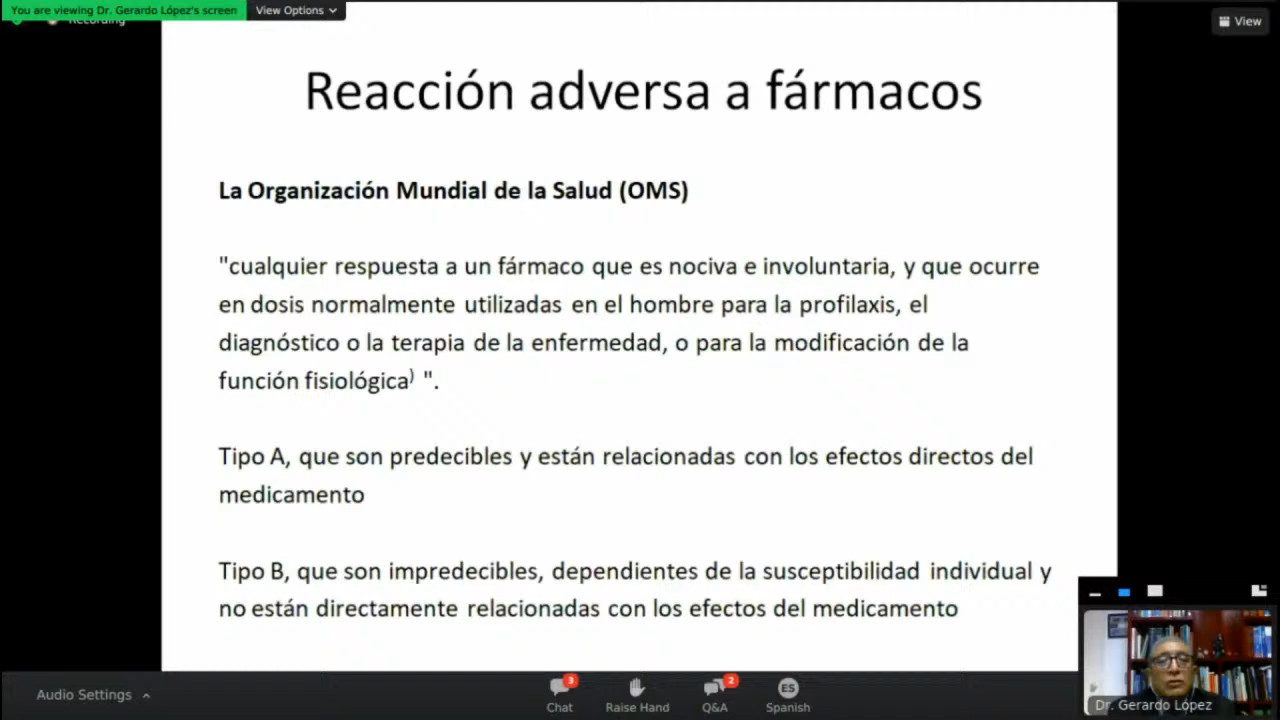 You are viewing Dr. Gerardo López's screen
View Options
Recording
View
Reacción adversa a fármacos
La Organización Mundial de la Salud (OMS)
"cualquier respuesta a un fármaco que es nociva e involuntaria, y que ocurre
en dosis normalmente utilizadas en el hombre para la profilaxis, el
diagnóstico o la terapia de la enfermedad, o para la modificación de la
función fisiológica) ".
Tipo A, que son predecibles y están relacionadas con los efectos directos del
medicamento
Tipo B, que son impredecibles, dependientes de la susceptibilidad individual y
no están directamente relacionadas con los efectos del medicamento
Audio Settings
3
Chat
Raise Hand
2
Q&A
ES
Spanish
Dr. Gerardo López